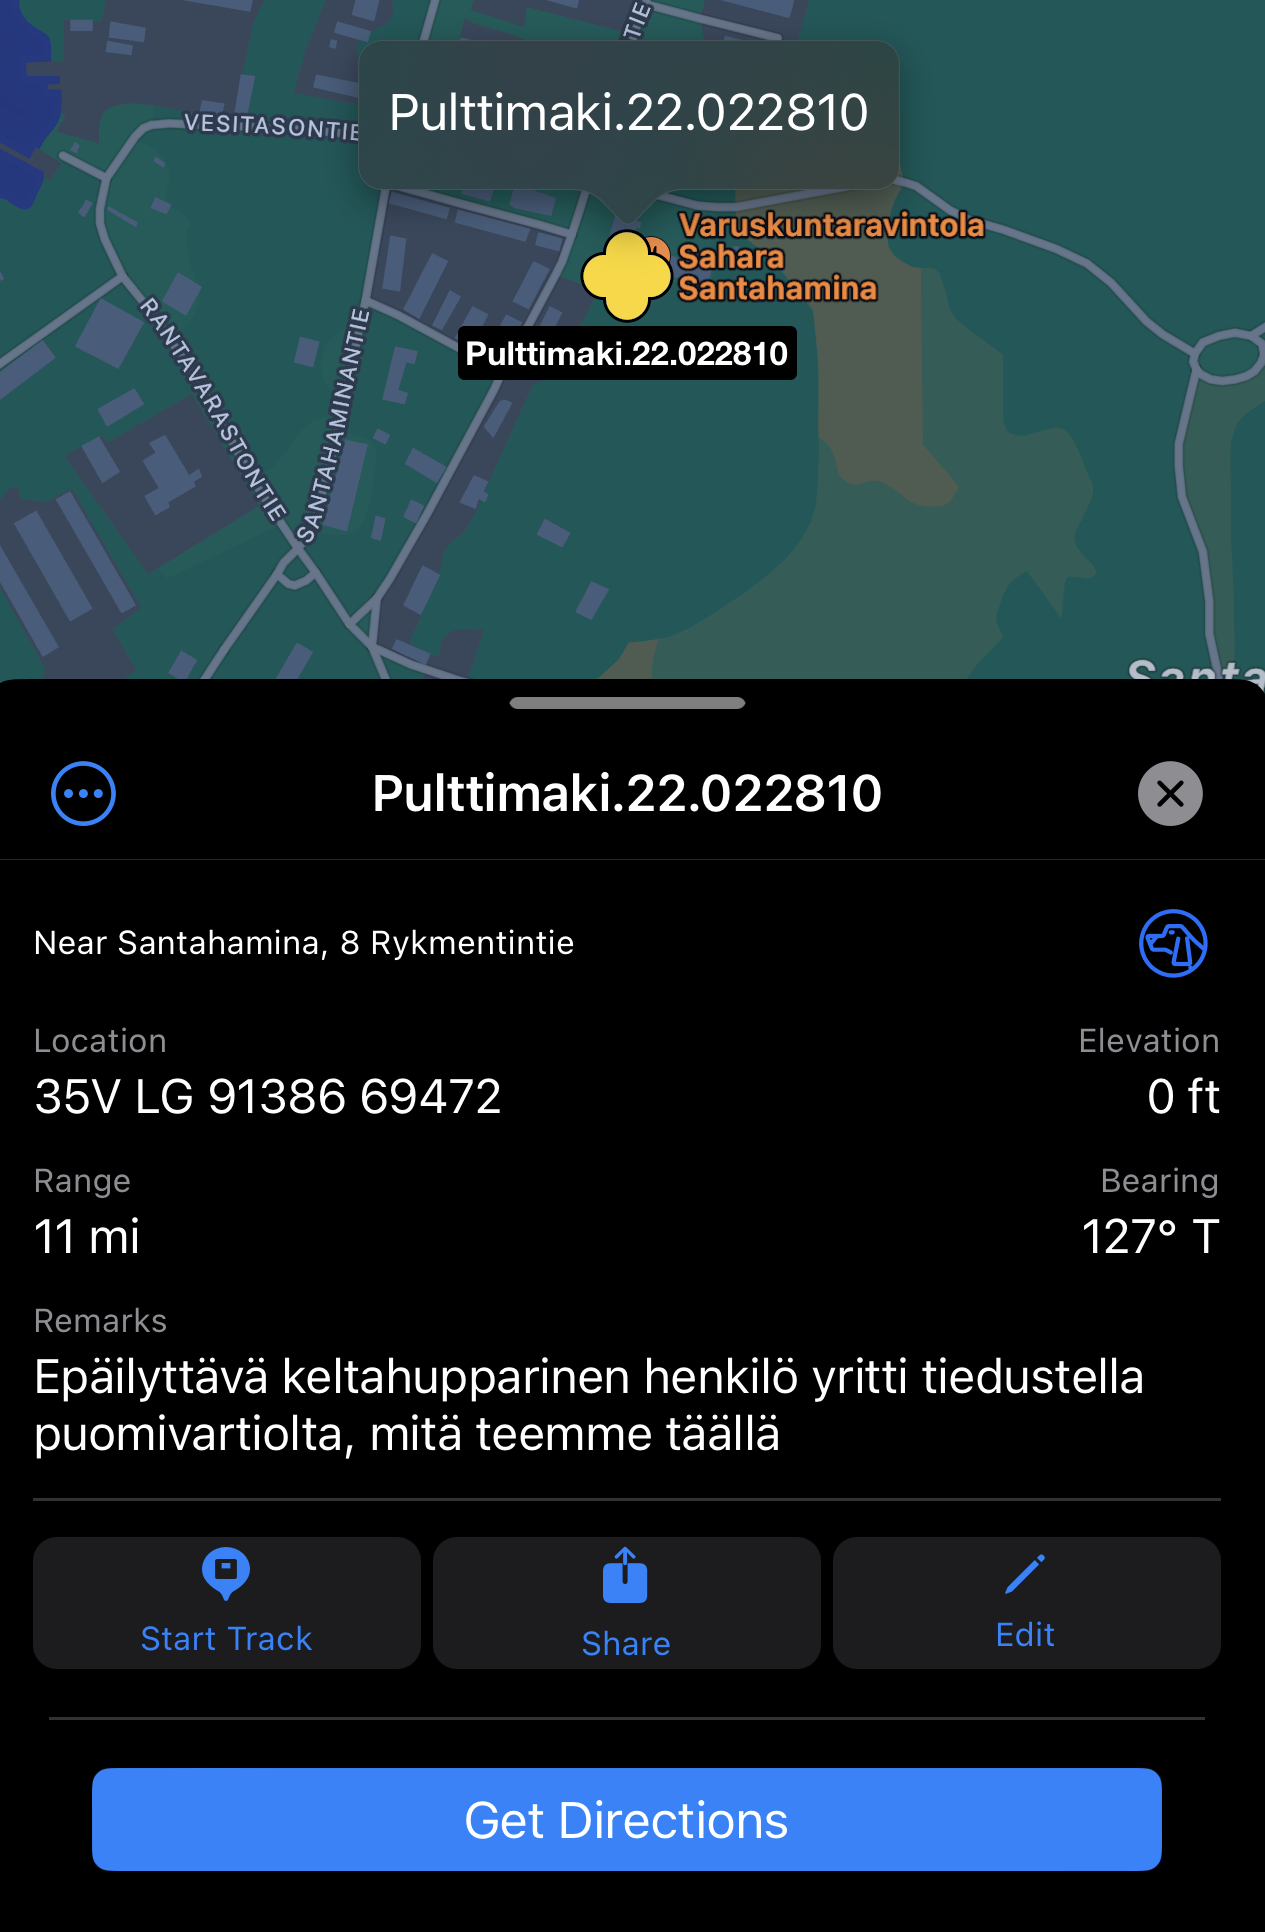 TIE
Pulttimaki.22.022810
VESITASONTIE
Varuskuntaravintola
Sahara
Santahamina
Pulttimaki.22.022810
RANTAVARASTONTIE
SANTAHAMINANTIE
Santa
Pulttimaki.22.022810
Near Santahamina, 8 Rykmentintie
Location
Elevation
35V LG 91386 69472
0 ft
Range
Bearing
11 mi
127° T
Remarks
Epäilyttävä keltahupparinen henkilö yritti tiedustella
puomivartiolta, mitä teemme täällä
Start Track
Share
Edit
Get Directions